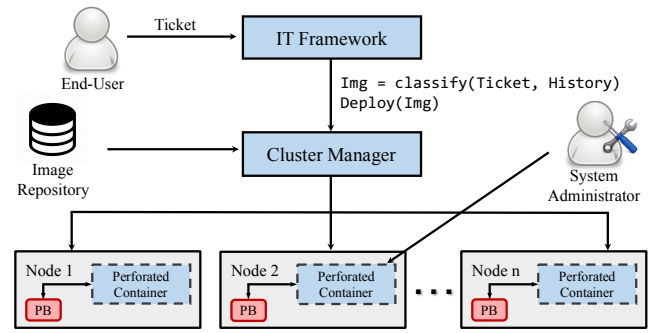 Ticket
IT Framework
End-User
Img = classify(Ticket, History)
Deploy(Img)
Image
Repository
Cluster Manager
System
Administrator
Node 1
Perforated
Container
PB
Node 2
Perforated
Container
PB
Node n
Perforated
Container
PB